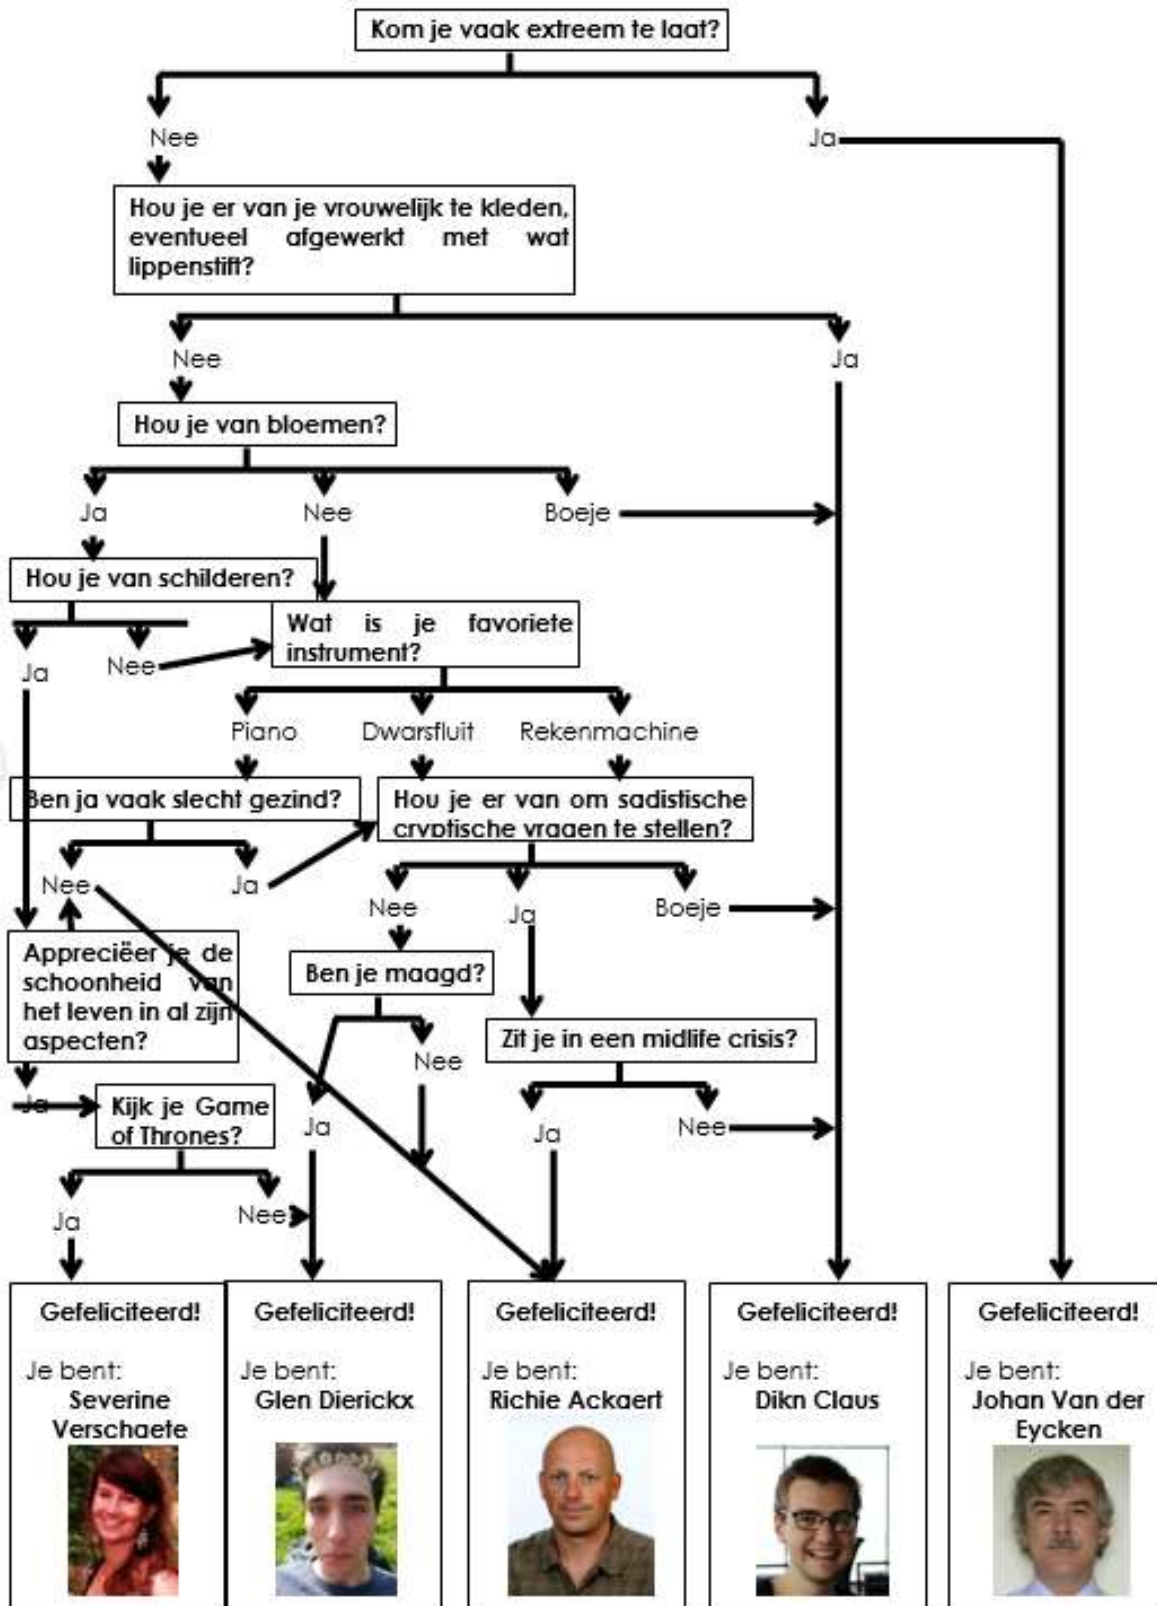 Kom je vaak extreem te laat?
Nee
Ja
Hou je er van je vrouwelijk te kleden,
eventueel afgewerkt met wat
lippenstift?
Nee
Ja
Hou je van bloemen?
Ja
Nee
Boeje
Hou je van schilderen?
Wat is je favoriete
instrument?
Ja
Nee
Piano
Dwarsfluit
Rekenmachine
Ben ja vaak slecht gezind?
Hou je er van om sadistische
cryptische vragen te stellen?
Nee
Ja
Nee
Ja
Boeje
Appreciëer je de
schoonheid van
het leven in al zijn
aspecten?
Ben je maagd?
Zit je in een midlife crisis?
Nee
Ja
Kijk je Game
of Thrones?
Ja
Ja
Nee
Ja
Nee
Gefeliciteerd!
Je bent:
Severine
Verschaete
Gefeliciteerd!
Je bent:
Glen Dierickx
Gefeliciteerd!
Je bent:
Richie Ackaert
Gefeliciteerd!
Je bent:
Dikn Claus
Gefeliciteerd!
Je bent:
Johan Van der
Eycken